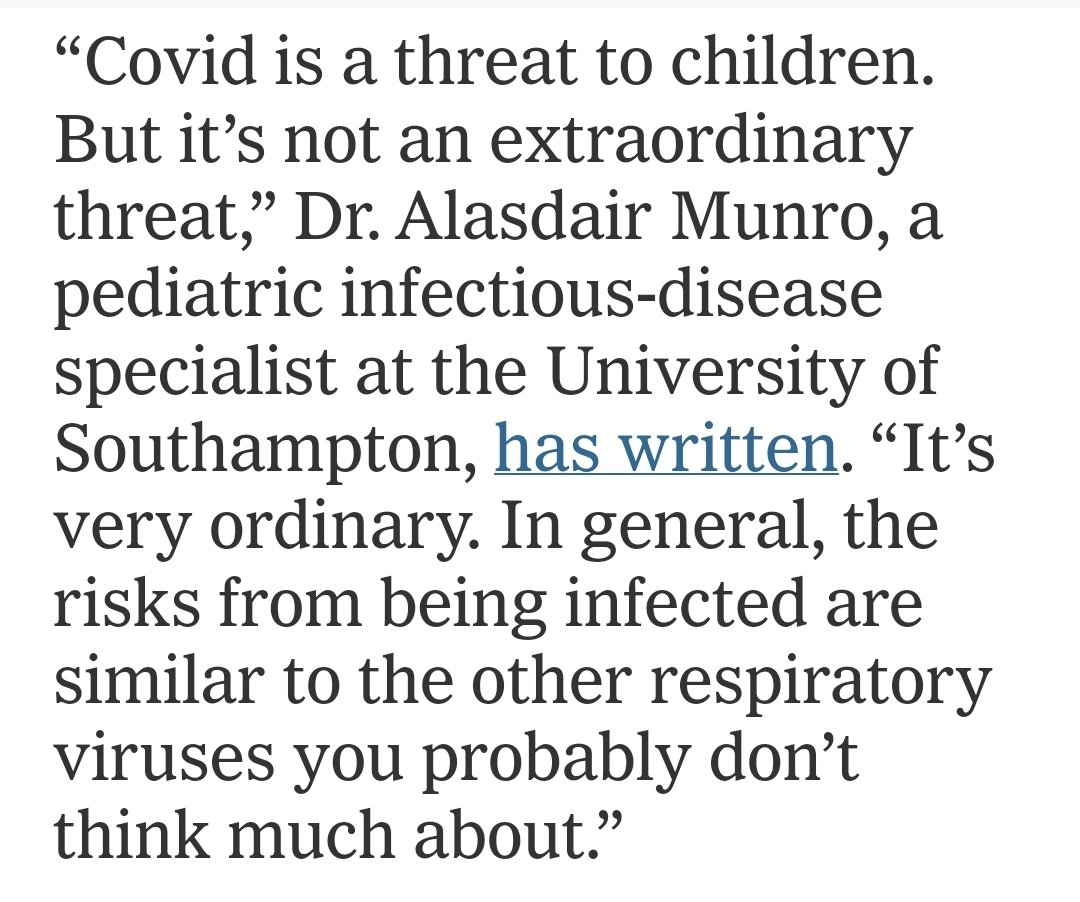 “Covid is a threat to children.
But it’s not an extraordinary
threat,” Dr. Alasdair Munro, a
pediatric infectious-disease
specialist at the University of
Southampton, has written. “It’s
very ordinary. In general, the
risks from being infected are
similar to the other respiratory
viruses you probably don’t
think much about.”